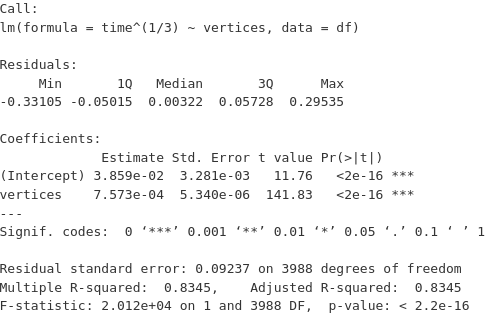 Call:
lm(formula = time^(1/3) ~ vertices, data = df)
Residuals:
     Min       1Q   Median       3Q      Max
-0.33105 -0.05015  0.00322  0.05728  0.29535
Coefficients:
             Estimate Std. Error t value Pr(>|t|)
(Intercept) 3.859e-02  3.281e-03   11.76   <2e-16 ***
vertices    7.573e-04  5.340e-06  141.83   <2e-16 ***
---
Signif. codes:  0 ‘***’ 0.001 ‘**’ 0.01 ‘*’ 0.05 ‘.’ 0.1 ‘ ’ 1
Residual standard error: 0.09237 on 3988 degrees of freedom
Multiple R-squared:  0.8345,    Adjusted R-squared:  0.8345
F-statistic: 2.012e+04 on 1 and 3988 DF,  p-value: < 2.2e-16